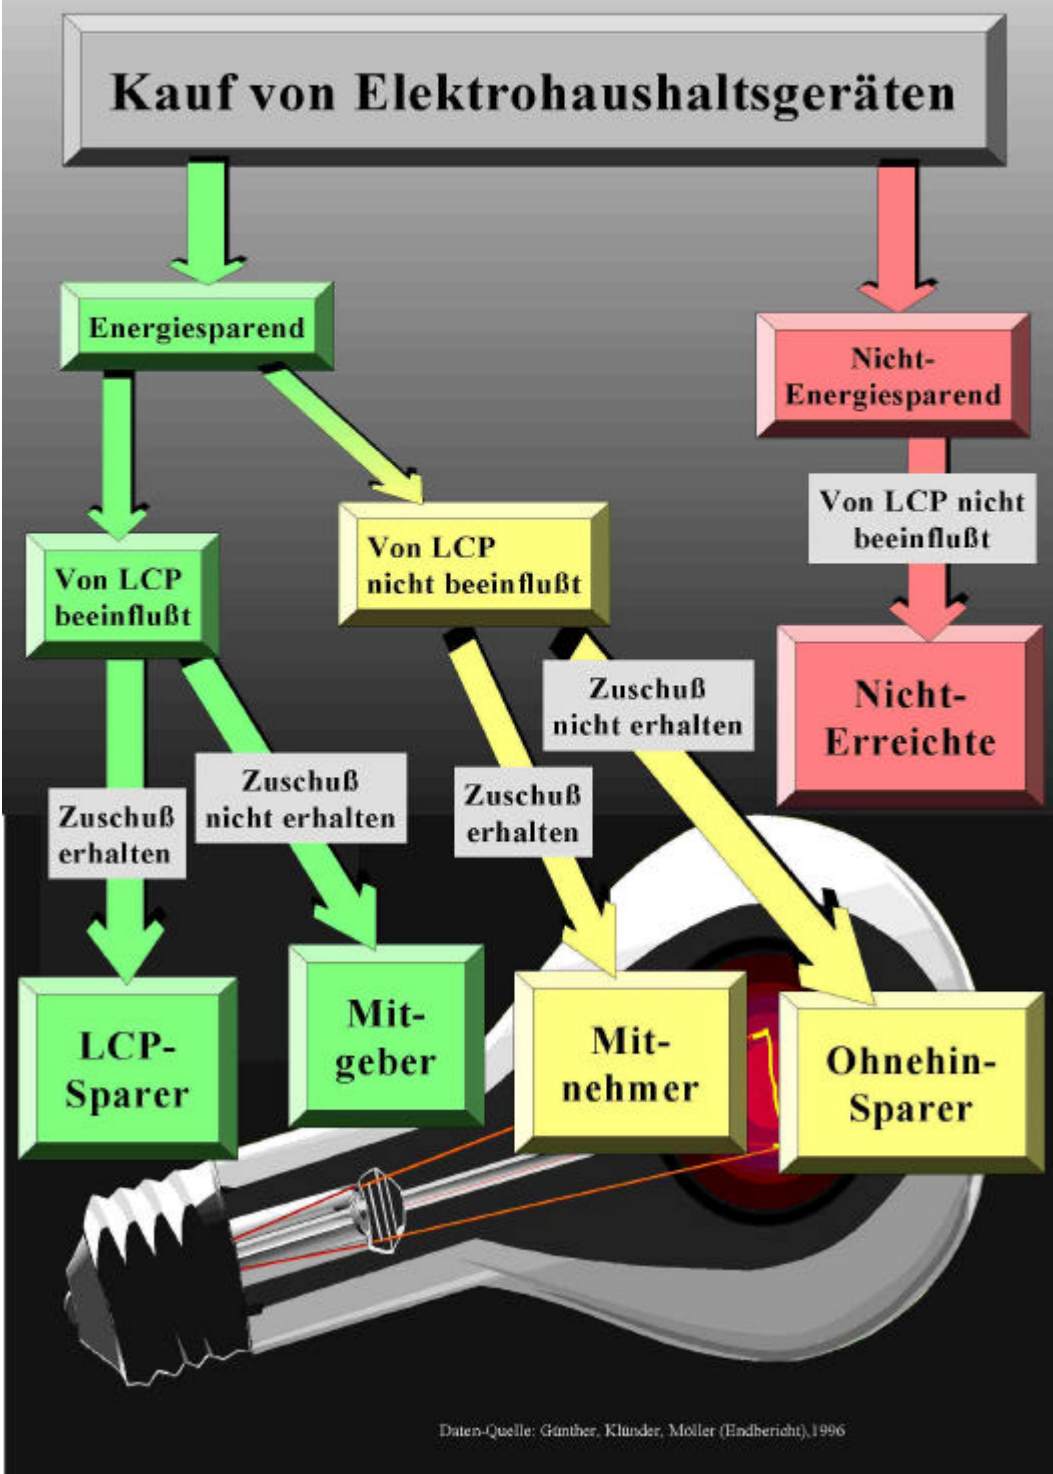 Kauf von Elektrohaushaltsgeräten
Energiesparend
Nicht-
Energiesparend
Von LCP nicht
beeinflußt
Von LCP
nicht beeinflußt
Von LCP
beeinflußt
Zuschuß
nicht erhalten
Zuschuß
erhalten
Zuschuß
nicht erhalten
Zuschuß
erhalten
Nicht-
Erreichte
LCP-
Sparer
Mit-
geber
Mit-
nehmer
Ohnehin-
Sparer
Daten-Quelle: Günther, Klünder, Möller (Endbericht),1996